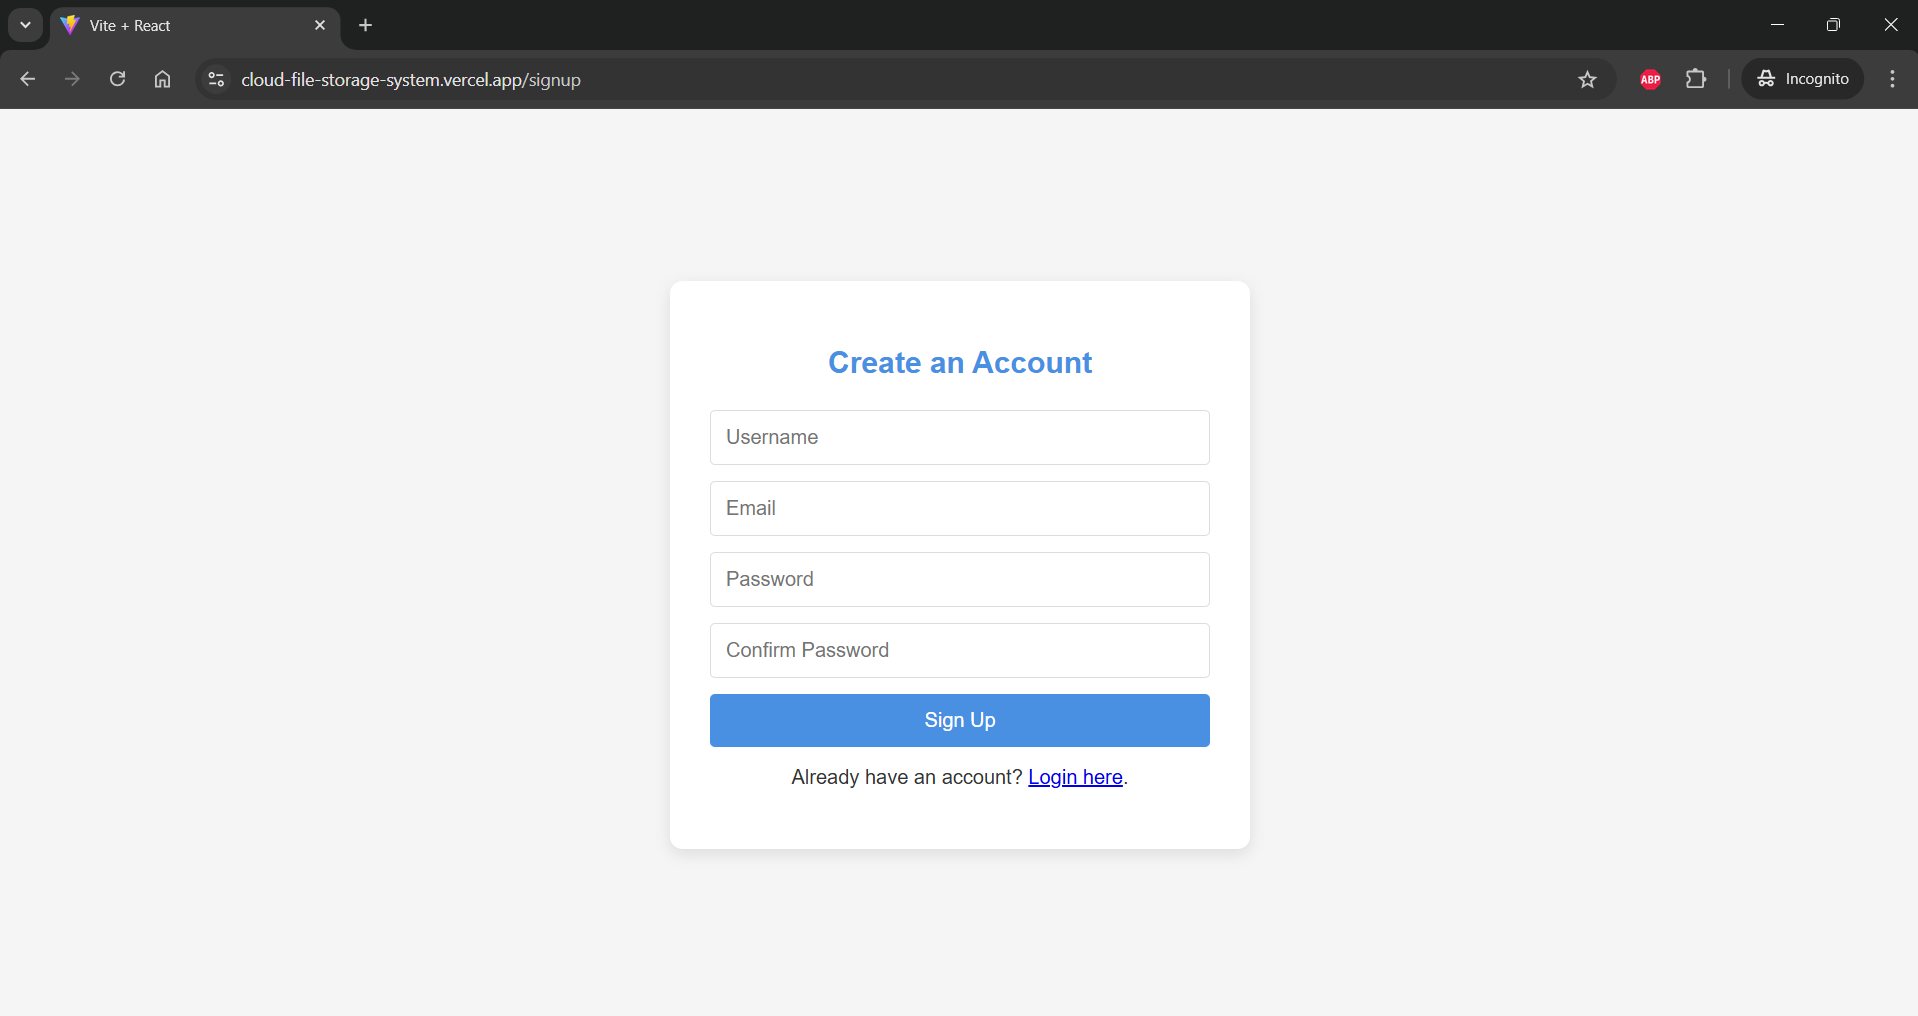 Vite + React
cloud-file-storage-system.vercel.app/signup
ABP
Incognito
Create an Account
Username
Email
Password
Confirm Password
Sign Up
Already have an account? Login here.